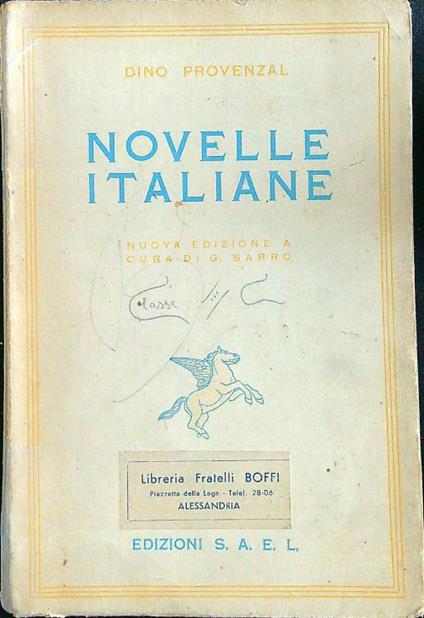 DINO PROVENZAL
NOVELLE
ITALIANE
NUOVA EDIZIONE A
CURA DI G. SARRO
Classe III C
Libreria Fratelli BOFFI
Piazzetta della Lega - Telef. 28-06
ALESSANDRIA
EDIZIONI S. A. E. L.